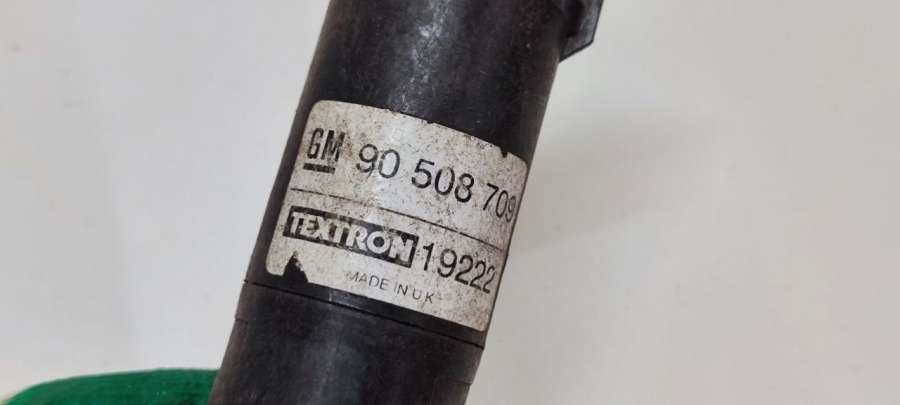 GM 90 508 709
TEXTRON 19222
MADE IN UK